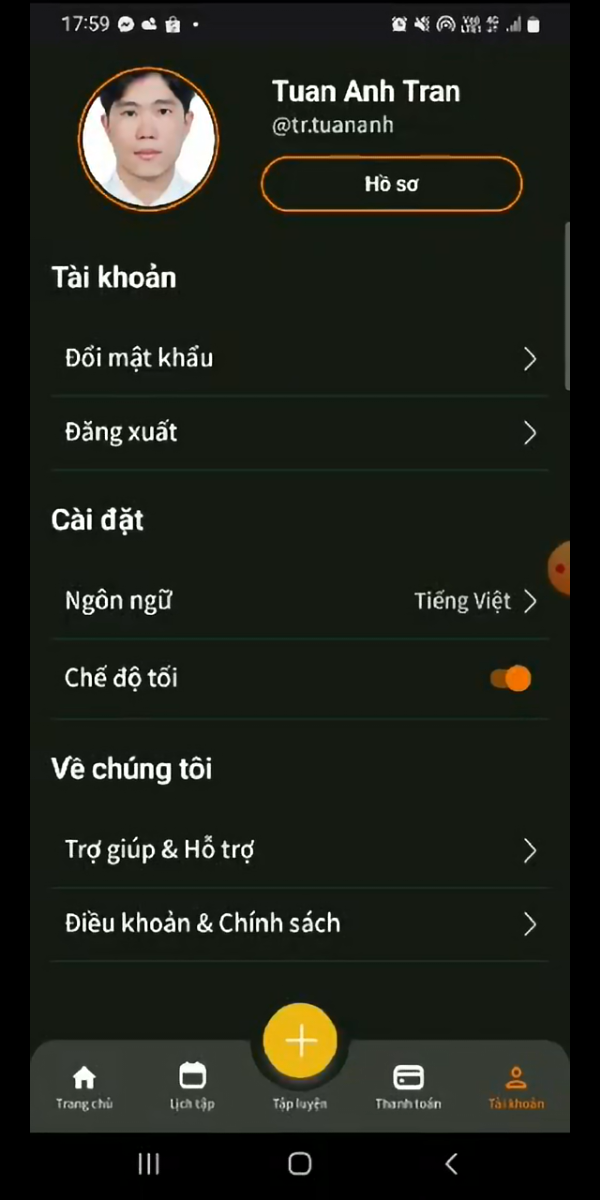 17:59
Tuan Anh Tran
@tr.tuananh
Hồ sơ
Tài khoản
Đổi mật khẩu
Đăng xuất
Cài đặt
Ngôn ngữ
Tiếng Việt
Chế độ tối
Về chúng tôi
Trợ giúp & Hỗ trợ
Điều khoản & Chính sách
Trang chủ
Lịch tập
Tập luyện
Thanh toán
Tài khoản